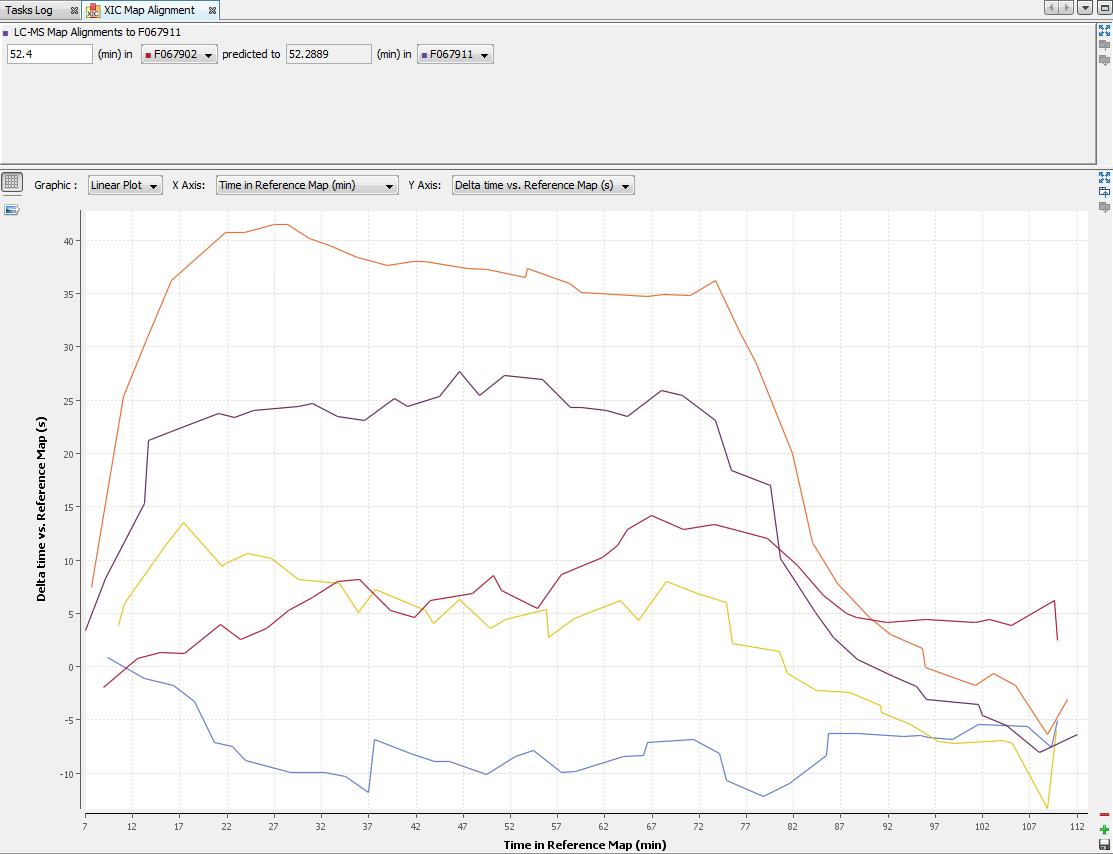 Tasks Log XIC XIC Map Alignment
LC-MS Map Alignments to F067911
52.4 (min) in F067902 predicted to 52.2889 (min) in F067911
Graphic : Linear Plot X Axis: Time in Reference Map (min) Y Axis: Delta time vs. Reference Map (s)
40
35
30
25
20
15
10
5
0
-5
-10
Delta time vs. Reference Map (s)
7 12 17 22 27 32 37 42 47 52 57 62 67 72 77 82 87 92 97 102 107 112
Time in Reference Map (min)